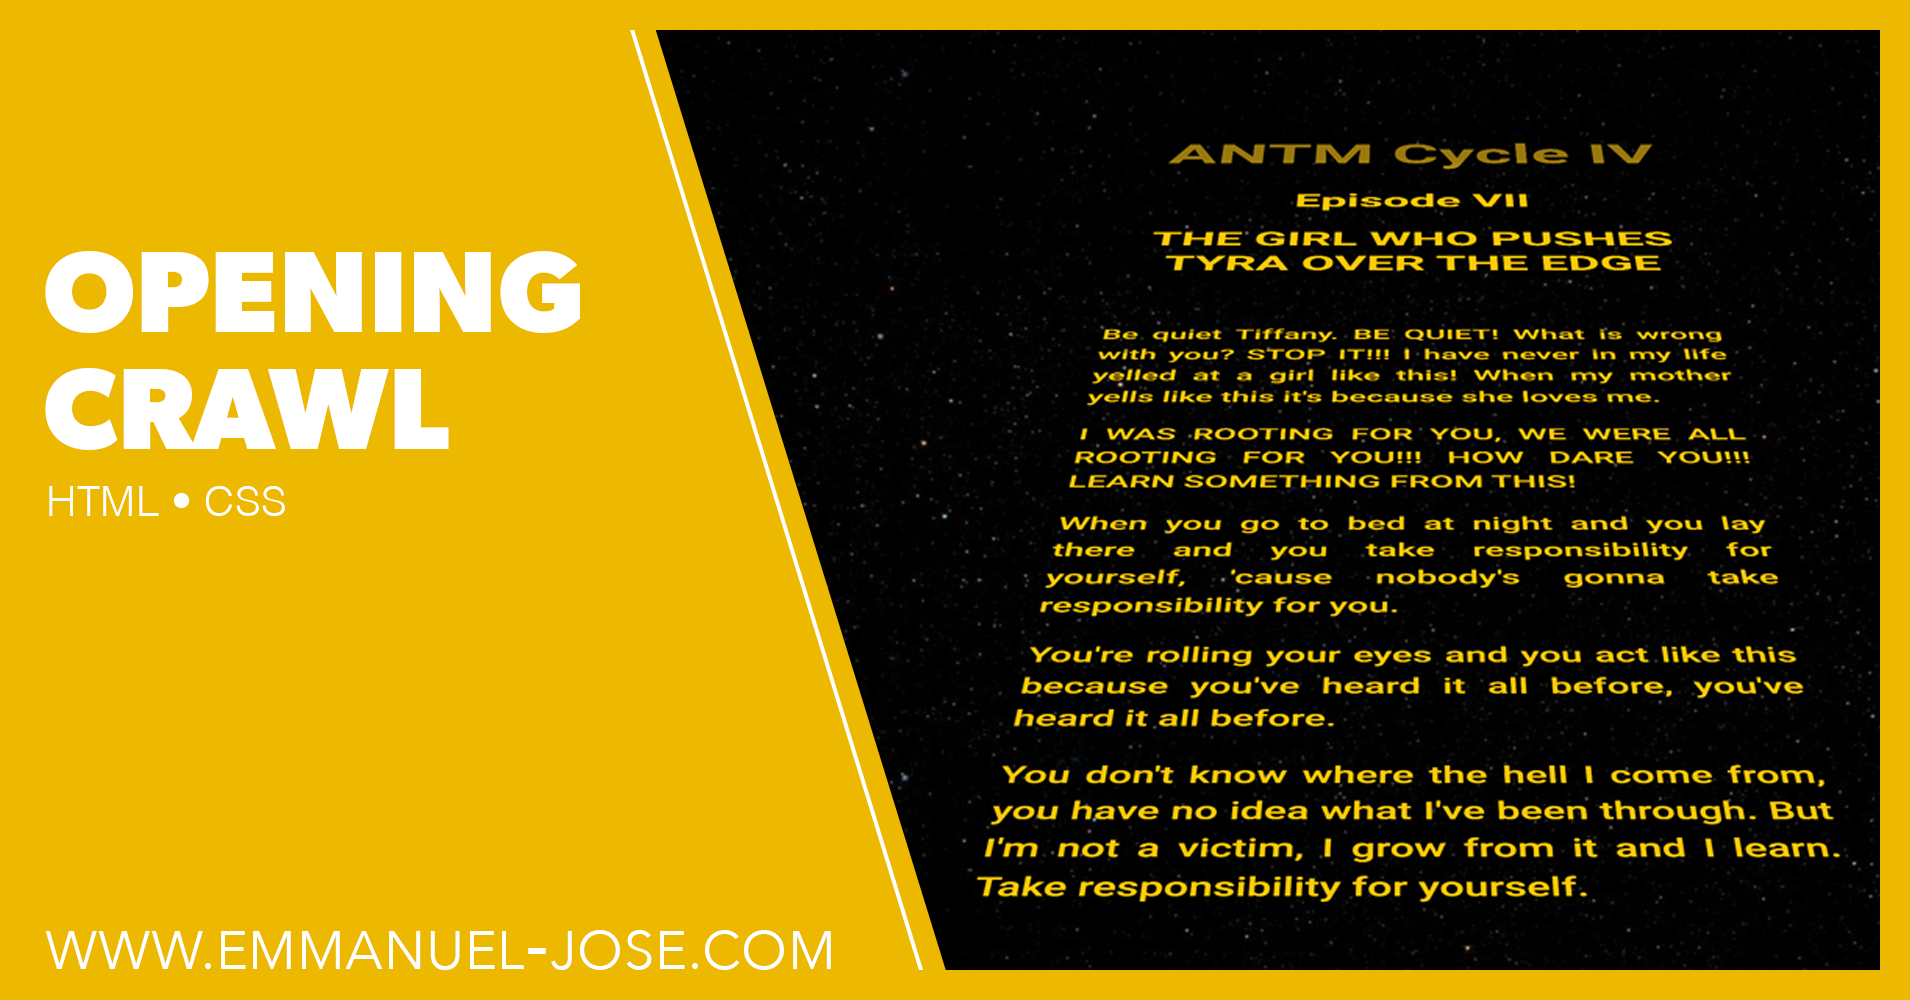 OPENING
CRAWL
HTML • CSS
WWW.EMMANUEL-JOSE.COM
ANTM Cycle IV
Episode VII
THE GIRL WHO PUSHES
TYRA OVER THE EDGE
Be quiet Tiffany. BE QUIET! What is wrong
with you? STOP IT!!! I have never in my life
yelled at a girl like this! When my mother
yells like this it's because she loves me.
I WAS ROOTING FOR YOU, WE WERE ALL
ROOTING FOR YOU!!! HOW DARE YOU!!!
LEARN SOMETHING FROM THIS!
When you go to bed at night and you lay
there and you take responsibility for
yourself, 'cause nobody's gonna take
responsibility for you.
You're rolling your eyes and you act like this
because you've heard it all before, you've
heard it all before.
You don't know where the hell I come from,
you have no idea what I've been through. But
I'm not a victim, I grow from it and I learn.
Take responsibility for yourself.